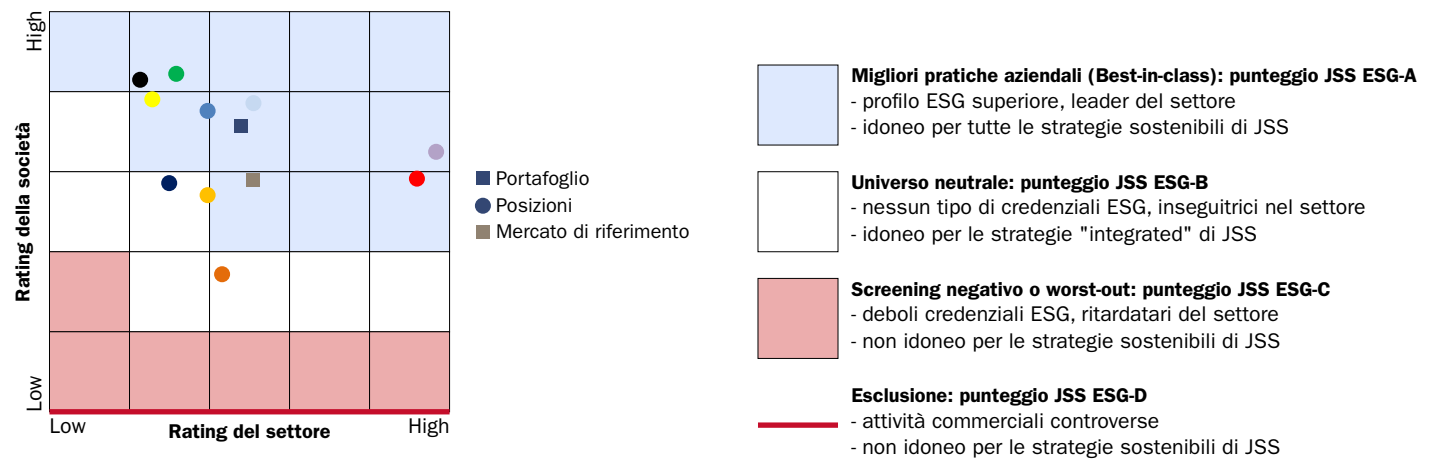 High
Rating della società
Low
Low
Rating del settore
High
Portafoglio
Posizioni
Mercato di riferimento
Migliori pratiche aziendali (Best-in-class): punteggio JSS ESG-A
- profilo ESG superiore, leader del settore
- idoneo per tutte le strategie sostenibili di JSS
Universo neutrale: punteggio JSS ESG-B
- nessun tipo di credenziali ESG, inseguitrici nel settore
- idoneo per le strategie "integrated" di JSS
Screening negativo o worst-out: punteggio JSS ESG-C
- deboli credenziali ESG, ritardatari del settore
- non idoneo per le strategie sostenibili di JSS
Esclusione: punteggio JSS ESG-D
- attività commerciali controverse
- non idoneo per le strategie sostenibili di JSS